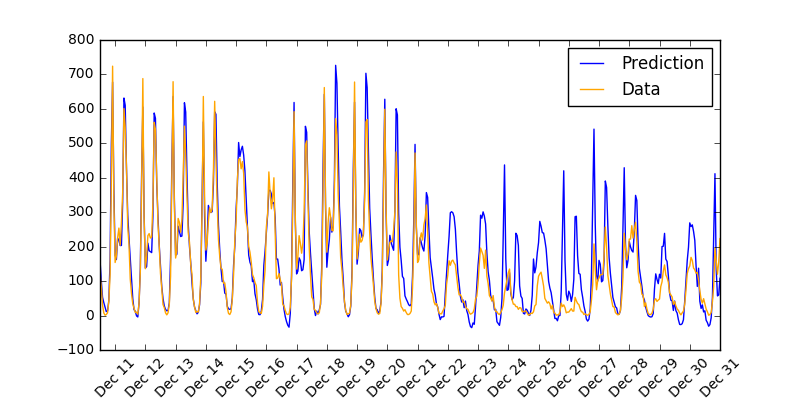 800
700
600
500
400
300
200
100
0
−100
Prediction
Data
Dec 11
Dec 12
Dec 13
Dec 14
Dec 15
Dec 16
Dec 17
Dec 18
Dec 19
Dec 20
Dec 21
Dec 22
Dec 23
Dec 24
Dec 25
Dec 26
Dec 27
Dec 28
Dec 29
Dec 30
Dec 31